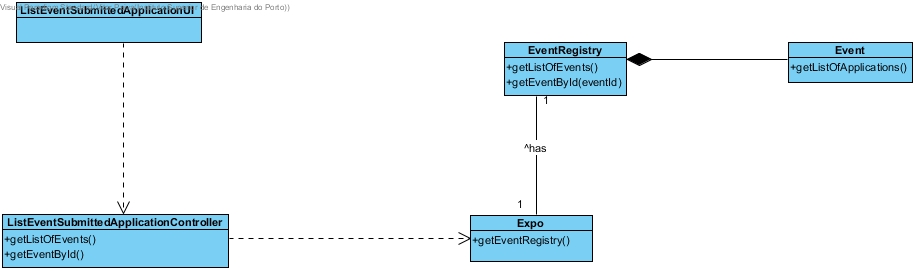 ListEventSubmittedApplicationUI
EventRegistry
+getListOfEvents()
+getEventById(eventId)
Event
+getListOfApplications()
1
^has
1
ListEventSubmittedApplicationController
+getListOfEvents()
+getEventById()
Expo
+getEventRegistry()